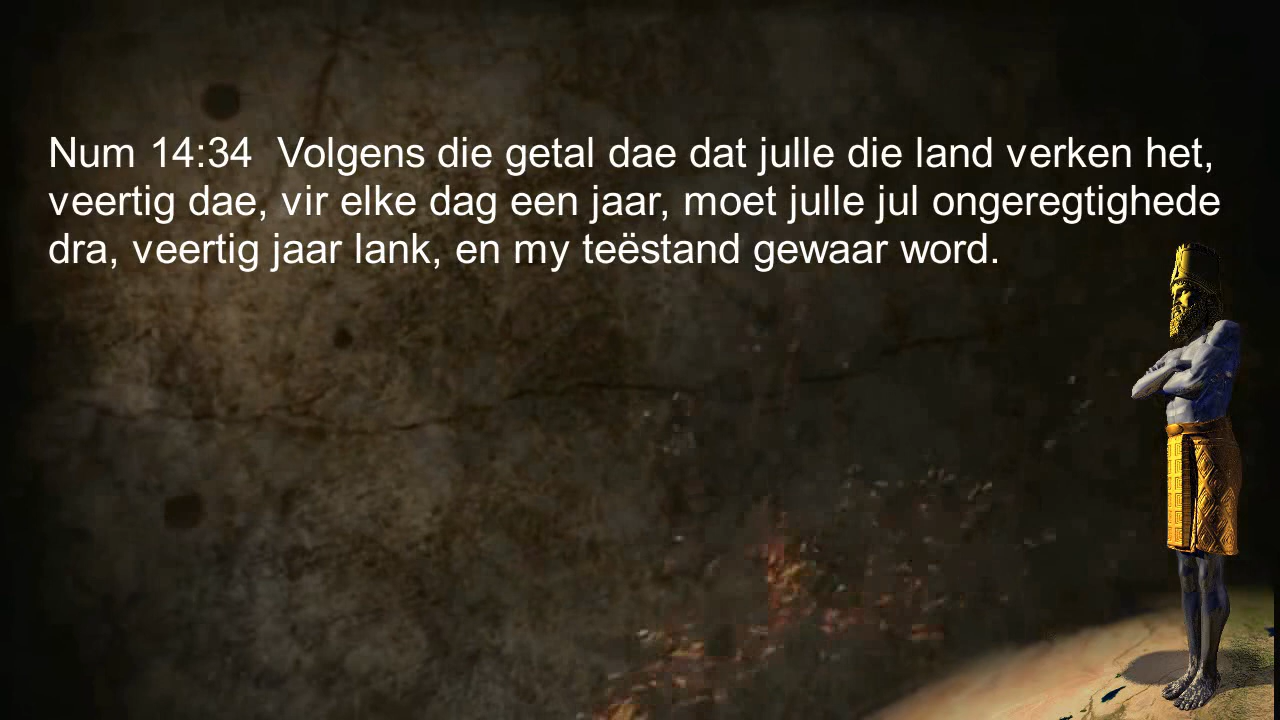 Num 14:34  Volgens die getal dae dat julle die land verken het,
veertig dae, vir elke dag een jaar, moet julle jul ongeregtighede
dra, veertig jaar lank, en my teëstand gewaar word.